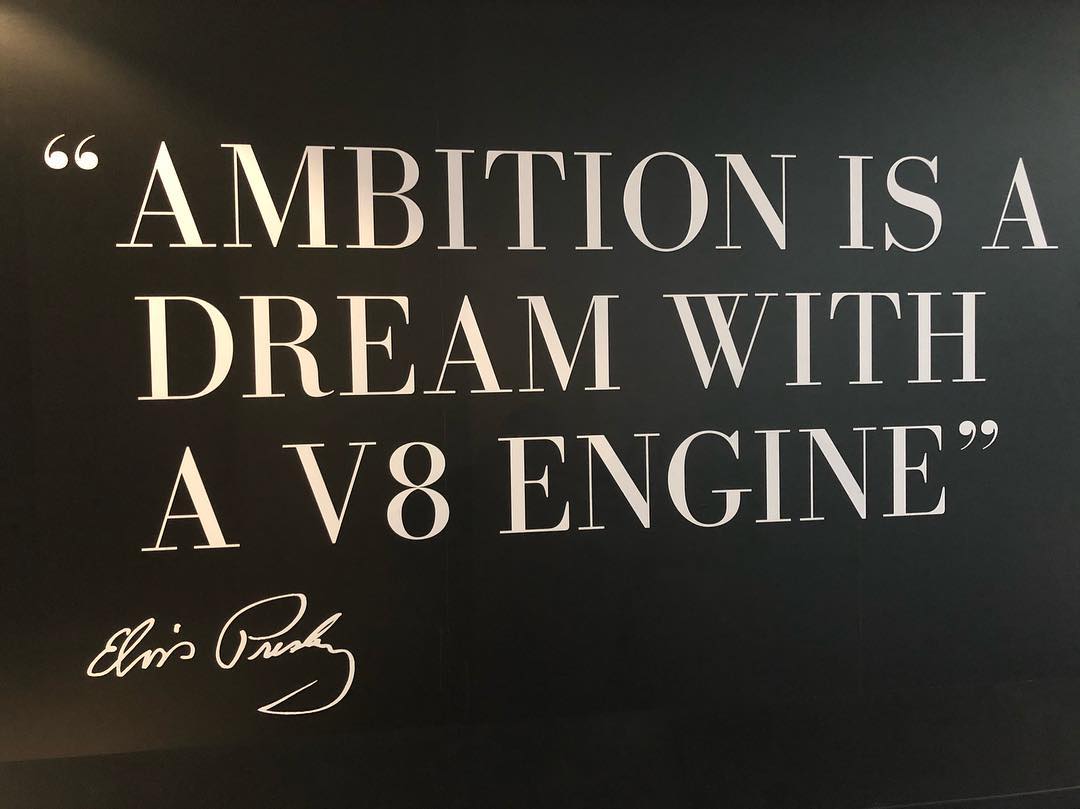 “AMBITION IS A
DREAM WITH
A V8 ENGINE”
Elvis Presley